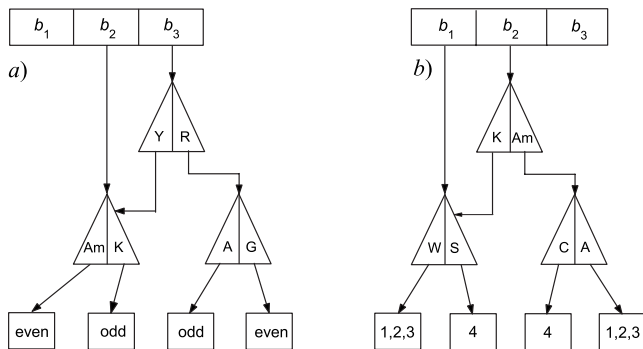 b1 b2 b3 b1 b2 b3
a) b)
Y R K Am
Am K A G W S C A
even odd odd even 1,2,3 4 4 1,2,3